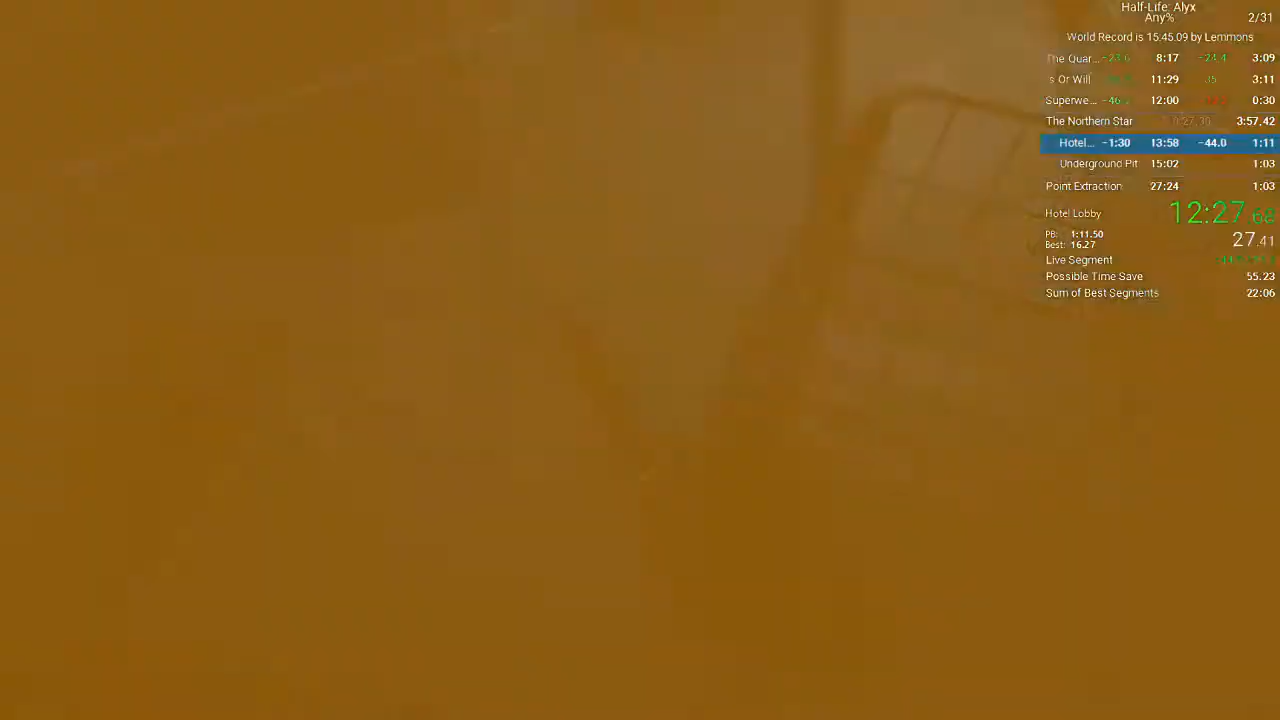 Half-Life: Alyx
Any% 2/31
World Record is 15:45.09 by Lemmons
The Quar... 8:17 -24.4 3:09
s Or Will 11:29 3:11
Superwe... 12:00 0:30
The Northern Star 3:57.42
Hotel... -1:30 13:58 -44.0 1:11
Underground Pit 15:02 1:03
Point Extraction 27:24 1:03
Hotel Lobby 12:27.68
PB: 1:11.50
Best: 16.27
27.41
Live Segment
Possible Time Save 55.23
Sum of Best Segments 22:06